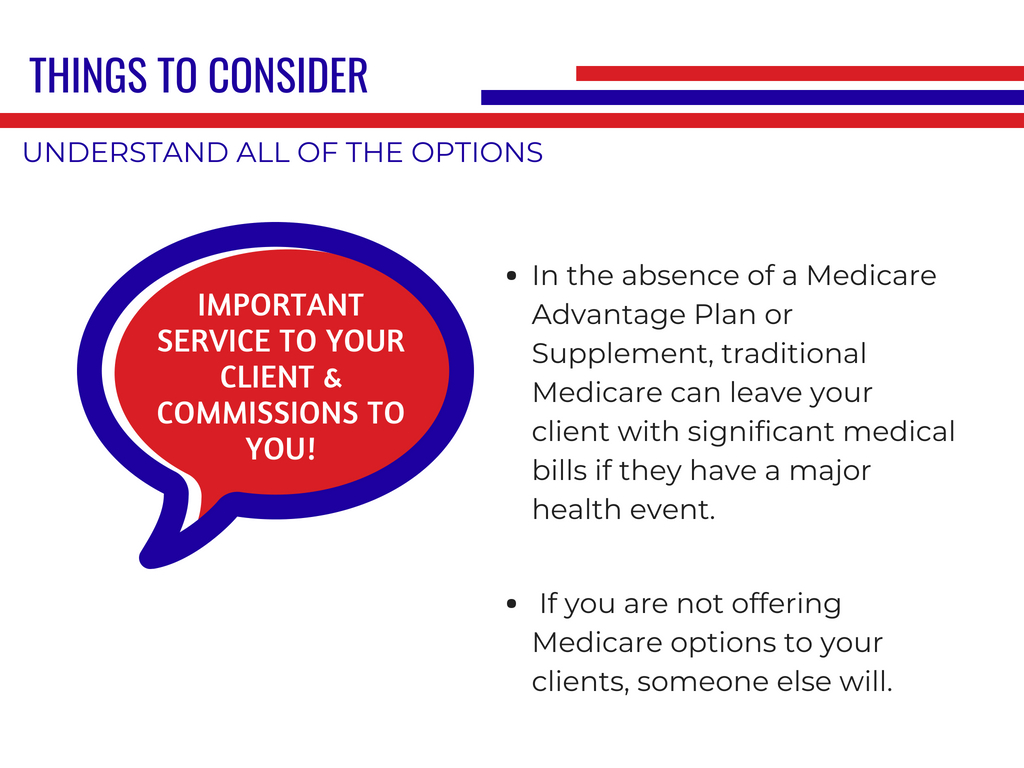 THINGS TO CONSIDER
UNDERSTAND ALL OF THE OPTIONS
IMPORTANT
SERVICE TO YOUR
CLIENT &
COMMISSIONS TO
YOU!
• In the absence of a Medicare
Advantage Plan or
Supplement, traditional
Medicare can leave your
client with significant medical
bills if they have a major
health event.
• If you are not offering
Medicare options to your
clients, someone else will.